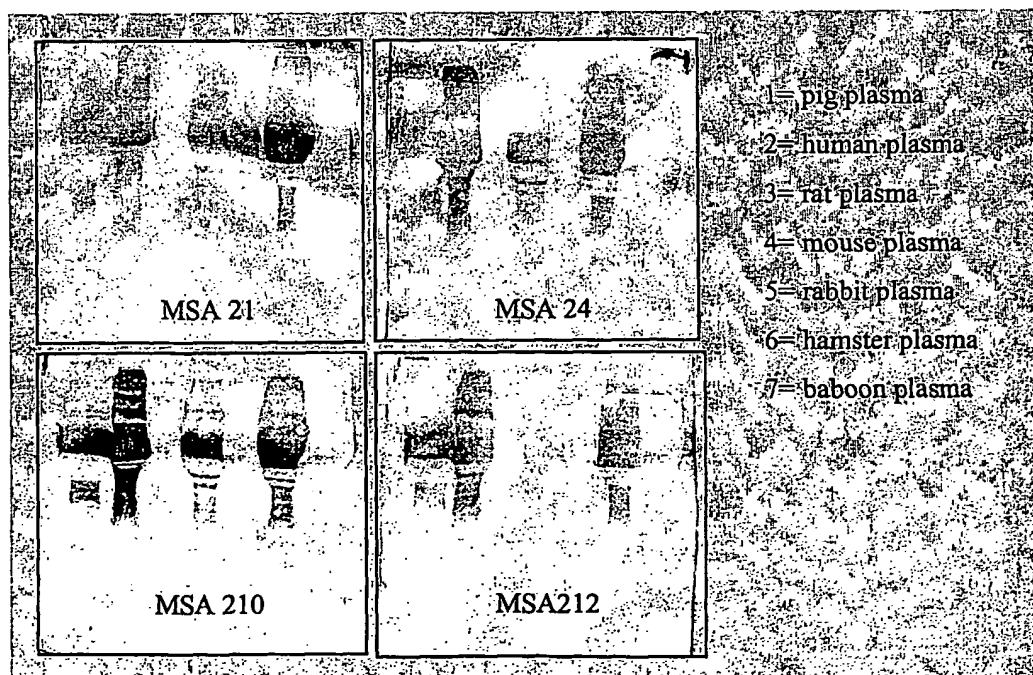 MSA 21
MSA 24
MSA 210
MSA212
1= pig plasma
2= human plasma
3= rat plasma
4= mouse plasma
5= rabbit plasma
6= hamster plasma
7= baboon plasma